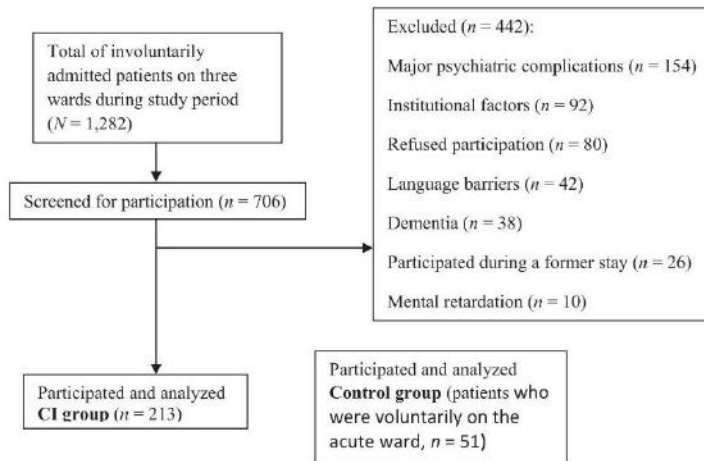 Total of involuntarily
admitted patients on three
wards during study period
(N = 1,282)
Screened for participation (n = 706)
Excluded (n = 442):
Major psychiatric complications (n = 154)
Institutional factors (n = 92)
Refused participation (n = 80)
Language barriers (n = 42)
Dementia (n = 38)
Participated during a former stay (n = 26)
Mental retardation (n = 10)
Participated and analyzed
CI group (n = 213)
Participated and analyzed
Control group (patients who
were voluntarily on the
acute ward, n = 51)